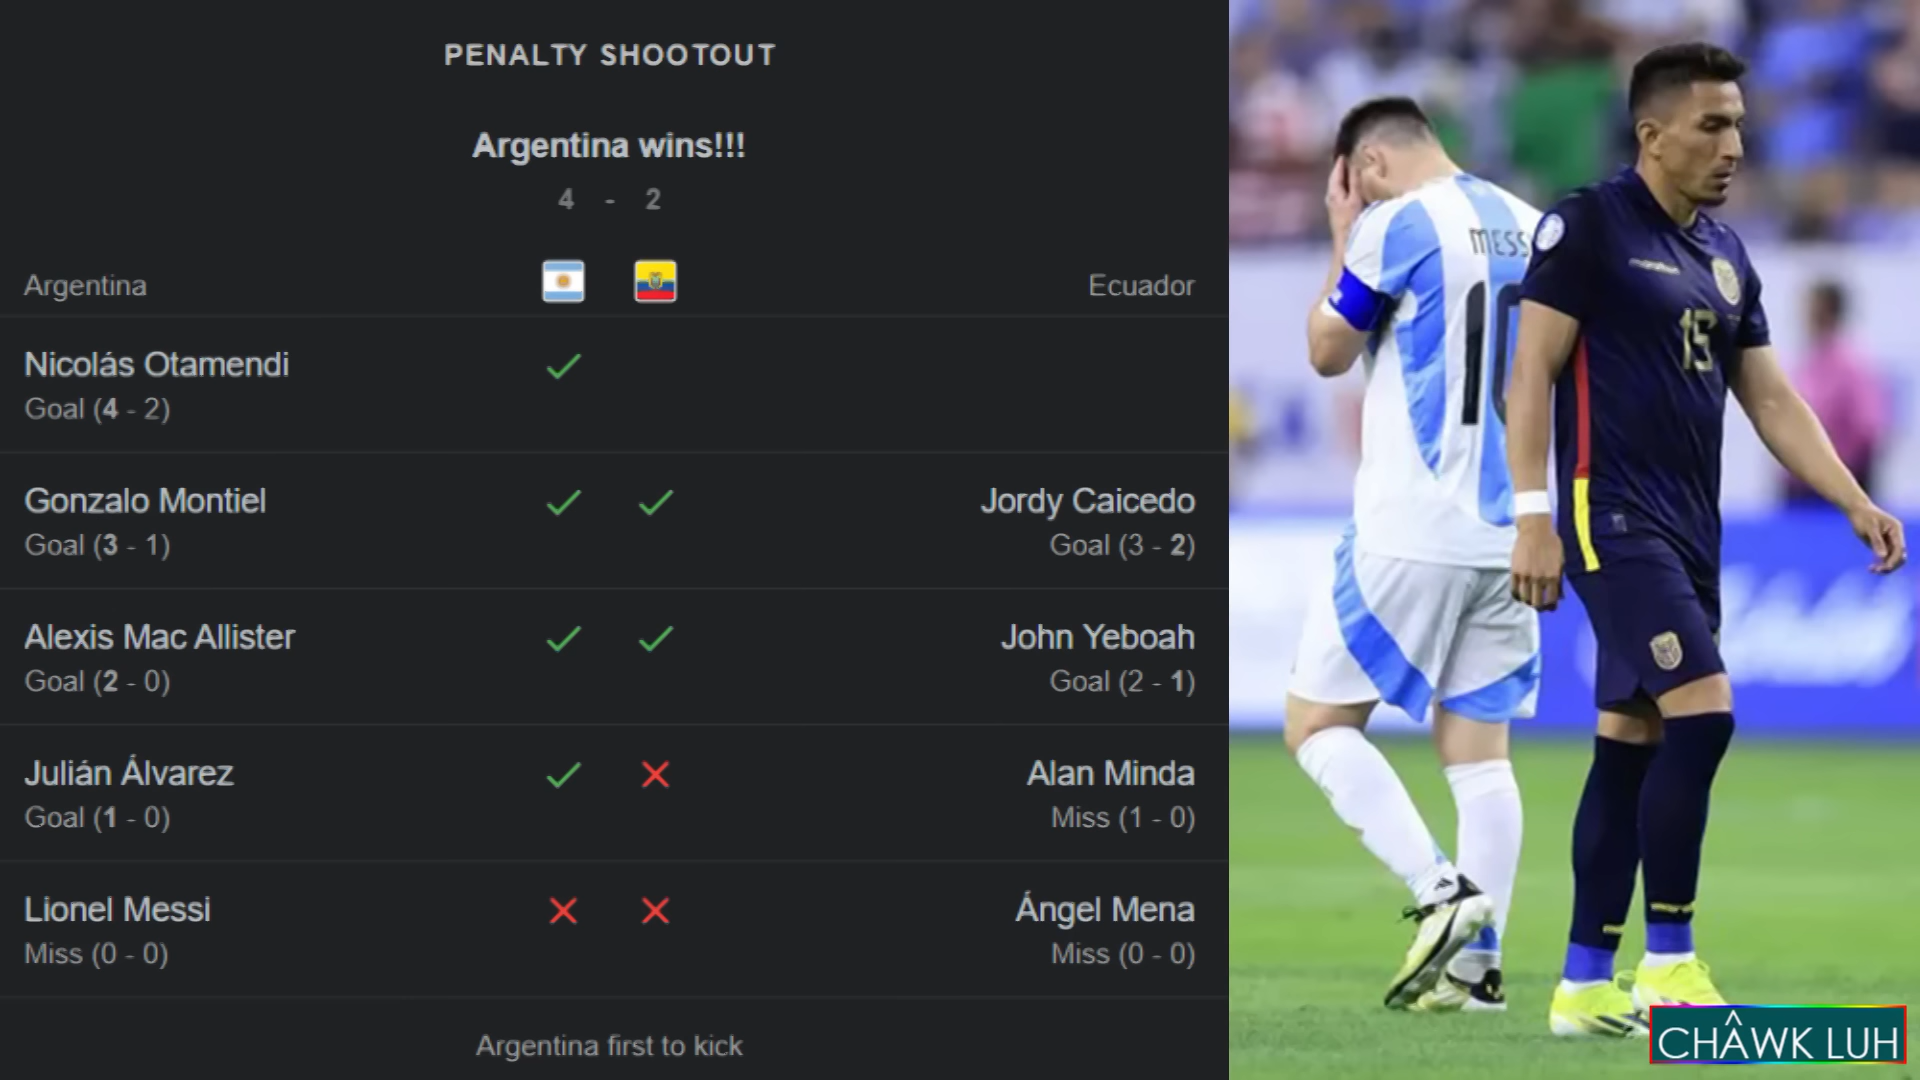 PENALTY SHOOTOUT
Argentina wins!!!
4 - 2
Argentina Ecuador
Nicolás Otamendi
Goal (4 - 2)
Gonzalo Montiel Jordy Caicedo
Goal (3 - 1) Goal (3 - 2)
Alexis Mac Allister John Yeboah
Goal (2 - 0) Goal (2 - 1)
Julián Álvarez Alan Minda
Goal (1 - 0) Miss (1 - 0)
Lionel Messi Ángel Mena
Miss (0 - 0) Miss (0 - 0)
Argentina first to kick
MESS
10
marathon
15
CHÂWK LUH